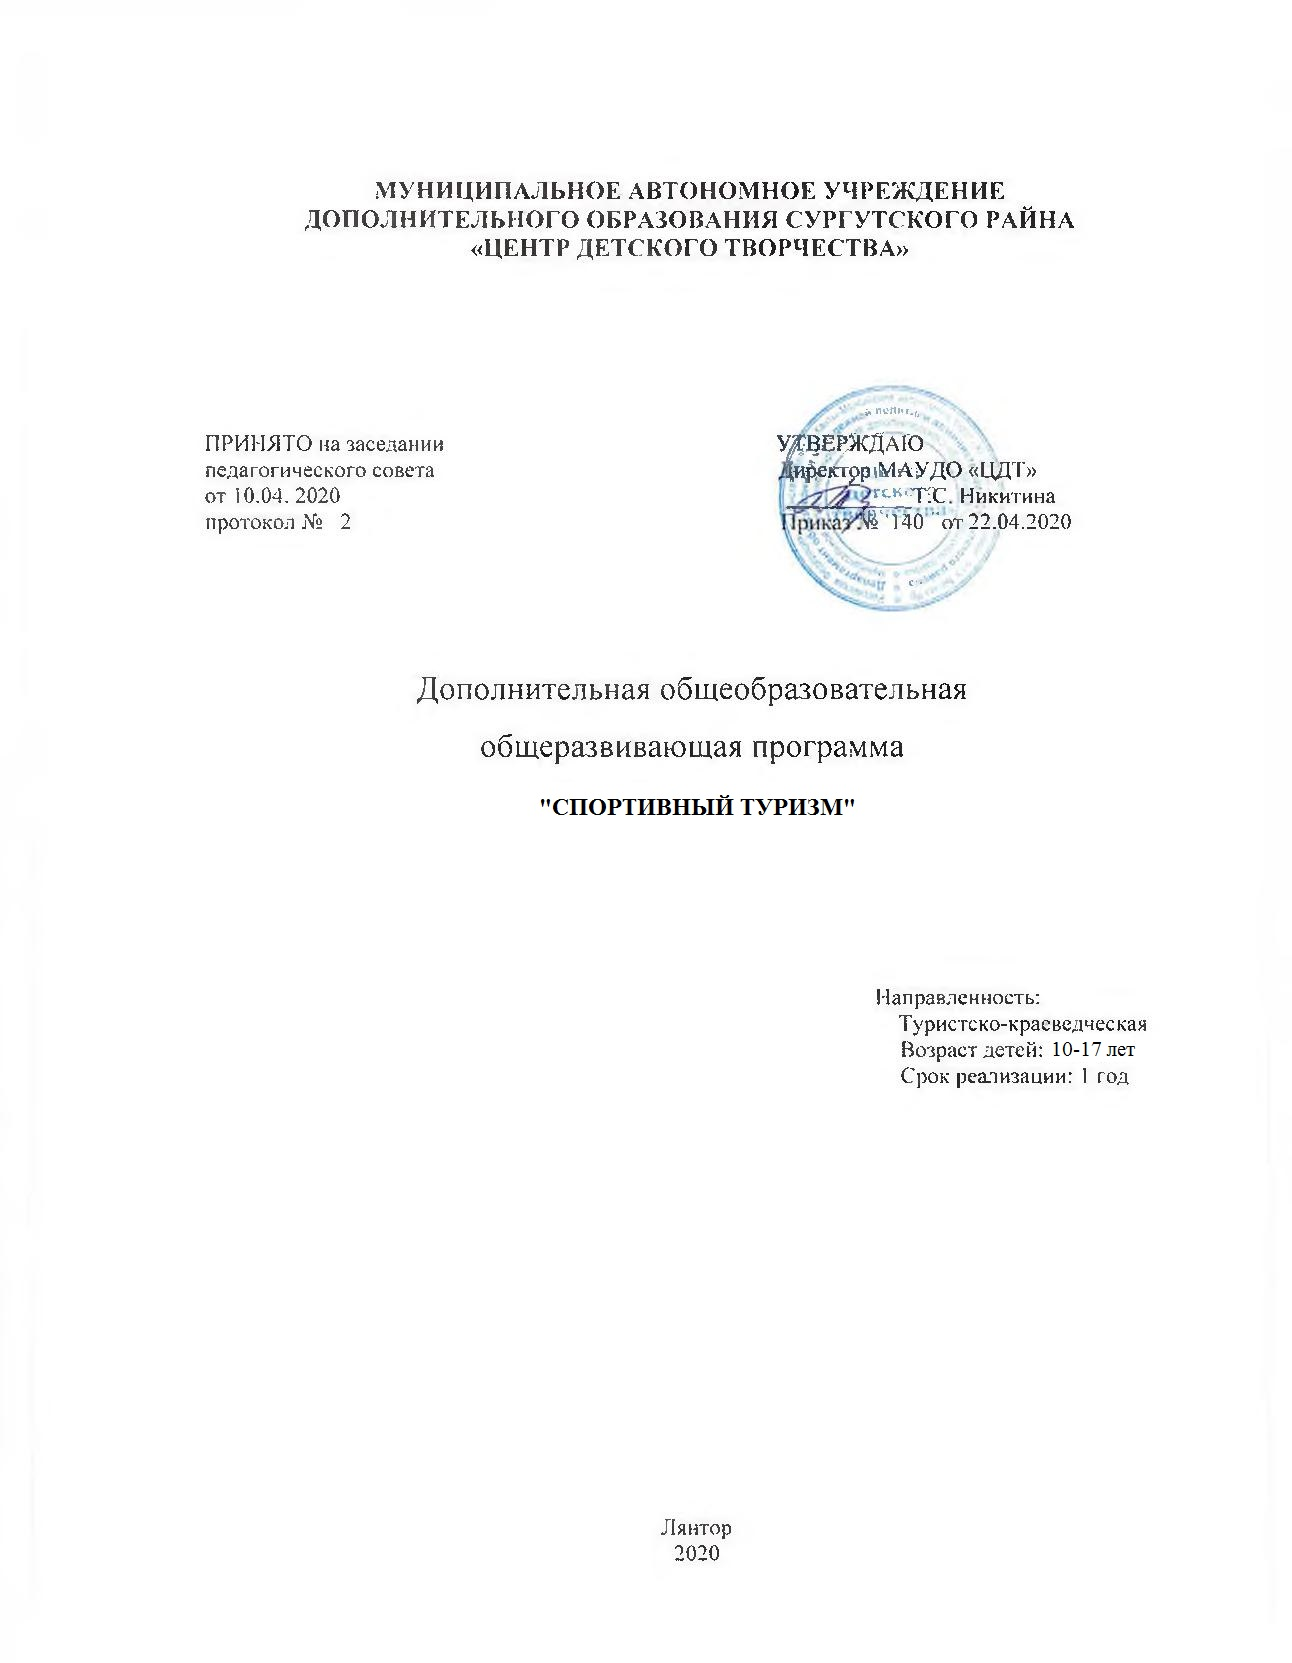 МУНИЦИПАЛЬНОЕ АВТОНОМНОЕ УЧРЕЖДЕНИЕ
ДОПОЛНИТЕЛЬНОГО ОБРАЗОВАНИЯ СУРГУТСКОГО РАЙНА
«ЦЕНТР ДЕТСКОГО ТВОРЧЕСТВА»
ПРИНЯТО на заседании
педагогического совета
от 10.04. 2020
протокол № 2
УТВЕРЖДАЮ
Директор МАУДО «ЦДТ»
Т.С. Никитина
Приказ № "140" от 22.04.2020
Дополнительная общеобразовательная
общеразвивающая программа
"СПОРТИВНЫЙ ТУРИЗМ"
Направленность:
Туристско-краеведческая
Возраст детей: 10-17 лет
Срок реализации: 1 год
Лянтор
2020